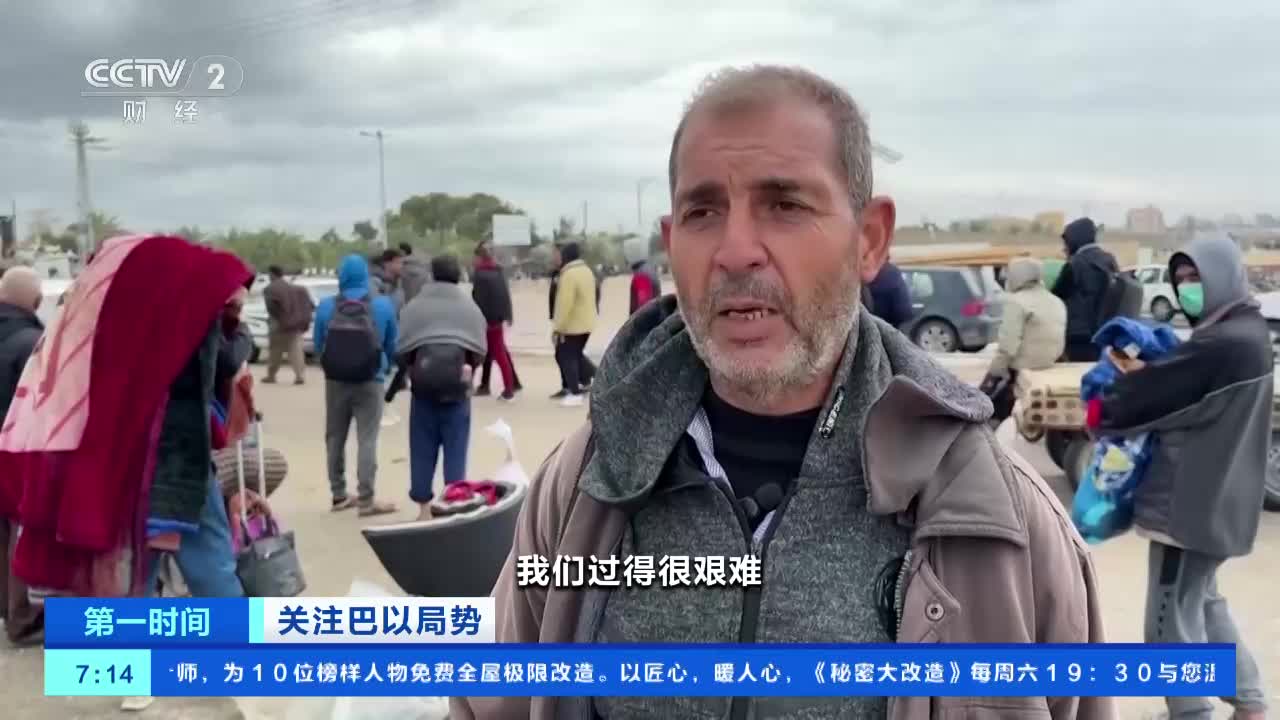 CCTV 2
财经
我们过得很艰难
第一时间
关注巴以局势
7:14
师，为10位榜样人物免费全屋极限改造。以匠心，暖人心，《秘密大改造》每周六19：30与您